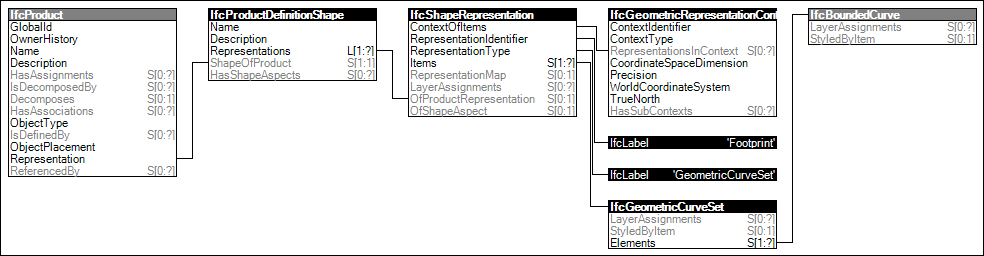 IfcProduct
GlobalId
OwnerHistory
Name
Description
HasAssignments S[0:?]
IsDecomposedBy S[0:?]
Decomposes S[0:1]
HasAssociations S[0:?]
ObjectType
IsDefinedBy S[0:?]
ObjectPlacement
Representation
ReferencedBy S[0:?]
IfcProductDefinitionShape
Name
Description
Representations L[1:?]
ShapeOfProduct S[1:1]
HasShapeAspects S[0:?]
IfcShapeRepresentation
ContextOfItems
RepresentationIdentifier
RepresentationType
Items S[1:?]
RepresentationMap S[0:1]
LayerAssignments S[0:?]
OfProductRepresentation S[0:1]
OfShapeAspect S[0:1]
IfcGeometricRepresentationCont
ContextIdentifier
ContextType
RepresentationsInContext S[0:?]
CoordinateSpaceDimension
Precision
WorldCoordinateSystem
TrueNorth
HasSubContexts S[0:?]
IfcLabel 'Footprint'
IfcLabel 'GeometricCurveSet'
IfcGeometricCurveSet
LayerAssignments S[0:?]
StyledByItem S[0:1]
Elements S[1:?]
IfcBoundedCurve
LayerAssignments S[0:?]
StyledByItem S[0:1]